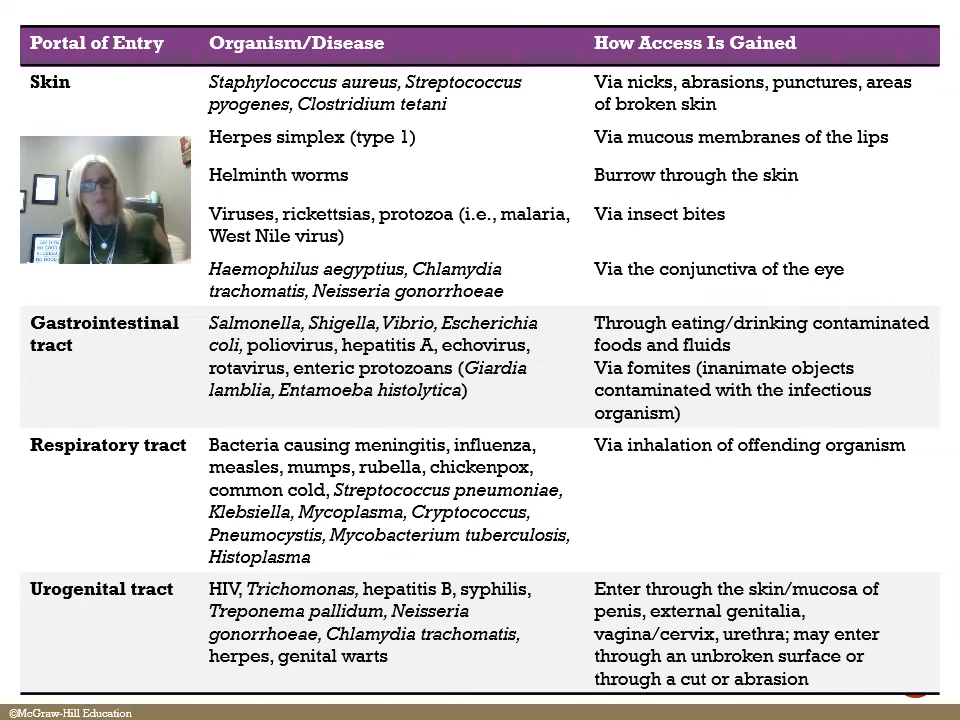 Portal of Entry Organism/Disease How Access Is Gained
Skin
Staphylococcus aureus, Streptococcus
pyogenes, Clostridium tetani
Via nicks, abrasions, punctures, areas
of broken skin
Herpes simplex (type 1)
Via mucous membranes of the lips
Helminth worms
Burrow through the skin
Viruses, rickettsias, protozoa (i.e., malaria,
West Nile virus)
Via insect bites
Haemophilus aegyptius, Chlamydia
trachomatis, Neisseria gonorrhoeae
Via the conjunctiva of the eye
Gastrointestinal
tract
Salmonella, Shigella, Vibrio, Escherichia
coli, poliovirus, hepatitis A, echovirus,
rotavirus, enteric protozoans (Giardia
lamblia, Entamoeba histolytica)
Through eating/drinking contaminated
foods and fluids
Via fomites (inanimate objects
contaminated with the infectious
organism)
Respiratory tract
Bacteria causing meningitis, influenza,
measles, mumps, rubella, chickenpox,
common cold, Streptococcus pneumoniae,
Klebsiella, Mycoplasma, Cryptococcus,
Pneumocystis, Mycobacterium tuberculosis,
Histoplasma
Via inhalation of offending organism
Urogenital tract
HIV, Trichomonas, hepatitis B, syphilis,
Treponema pallidum, Neisseria
gonorrhoeae, Chlamydia trachomatis,
herpes, genital warts
Enter through the skin/mucosa of
penis, external genitalia,
vagina/cervix, urethra; may enter
through an unbroken surface or
through a cut or abrasion
©McGraw-Hill Education